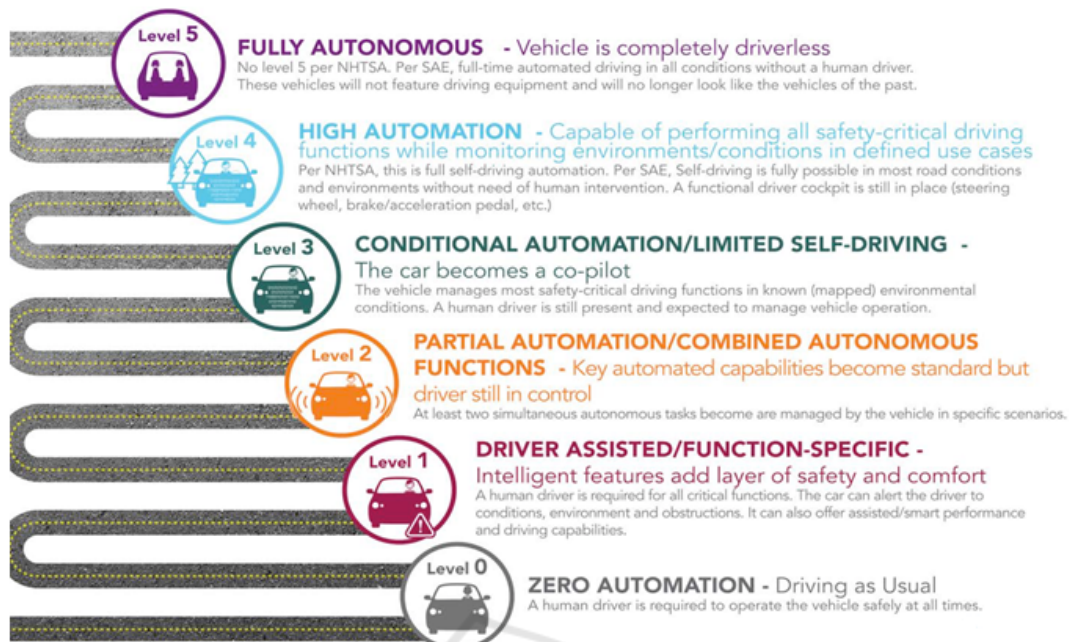 Level 5
FULLY AUTONOMOUS - Vehicle is completely driverless
No level 5 per NHTSA. Per SAE, full-time automated driving in all conditions without a human driver.
These vehicles will not feature driving equipment and will no longer look like the vehicles of the past.
Level 4
HIGH AUTOMATION - Capable of performing all safety-critical driving
functions while monitoring environments/conditions in defined use cases
Per NHTSA, this is full self-driving automation. Per SAE, Self-driving is fully possible in most road conditions
and environments without need of human intervention. A functional driver cockpit is still in place (steering
wheel, brake/acceleration pedal, etc.)
Level 3
CONDITIONAL AUTOMATION/LIMITED SELF-DRIVING -
The car becomes a co-pilot
The vehicle manages most safety-critical driving functions in known (mapped) environmental
conditions. A human driver is still present and expected to manage vehicle operation.
Level 2
PARTIAL AUTOMATION/COMBINED AUTONOMOUS
FUNCTIONS - Key automated capabilities become standard but
driver still in control
At least two simultaneous autonomous tasks become are managed by the vehicle in specific scenarios.
Level 1
DRIVER ASSISTED/FUNCTION-SPECIFIC -
Intelligent features add layer of safety and comfort
A human driver is required for all critical functions. The car can alert the driver to
conditions, environment and obstructions. It can also offer assisted/smart performance
and driving capabilities.
Level 0
ZERO AUTOMATION - Driving as Usual
A human driver is required to operate the vehicle safely at all times.